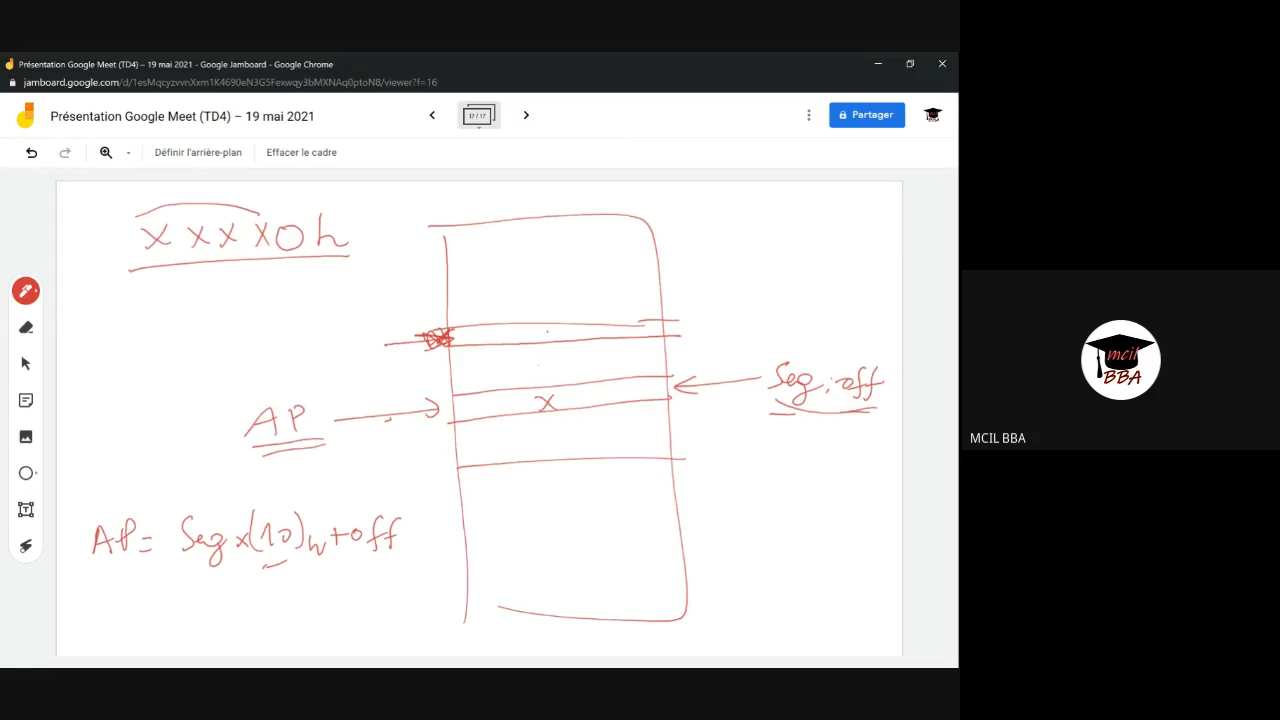 Présentation Google Meet (TD4) – 19 mai 2021 - Google Jamboard - Google Chrome
jamboard.google.com/d/1esMqcyzvvnXxm1K4690eN3G5Fexwqy3bMXNAq0ptoN8/viewer?f=16
Présentation Google Meet (TD4) – 19 mai 2021
17 / 17
Partager
Définir l'arrière-plan
Effacer le cadre
x x x x 0 h
Seg : off
x
AP
AP = Seg x (10)h + off
mcil
BBA
MCIL BBA